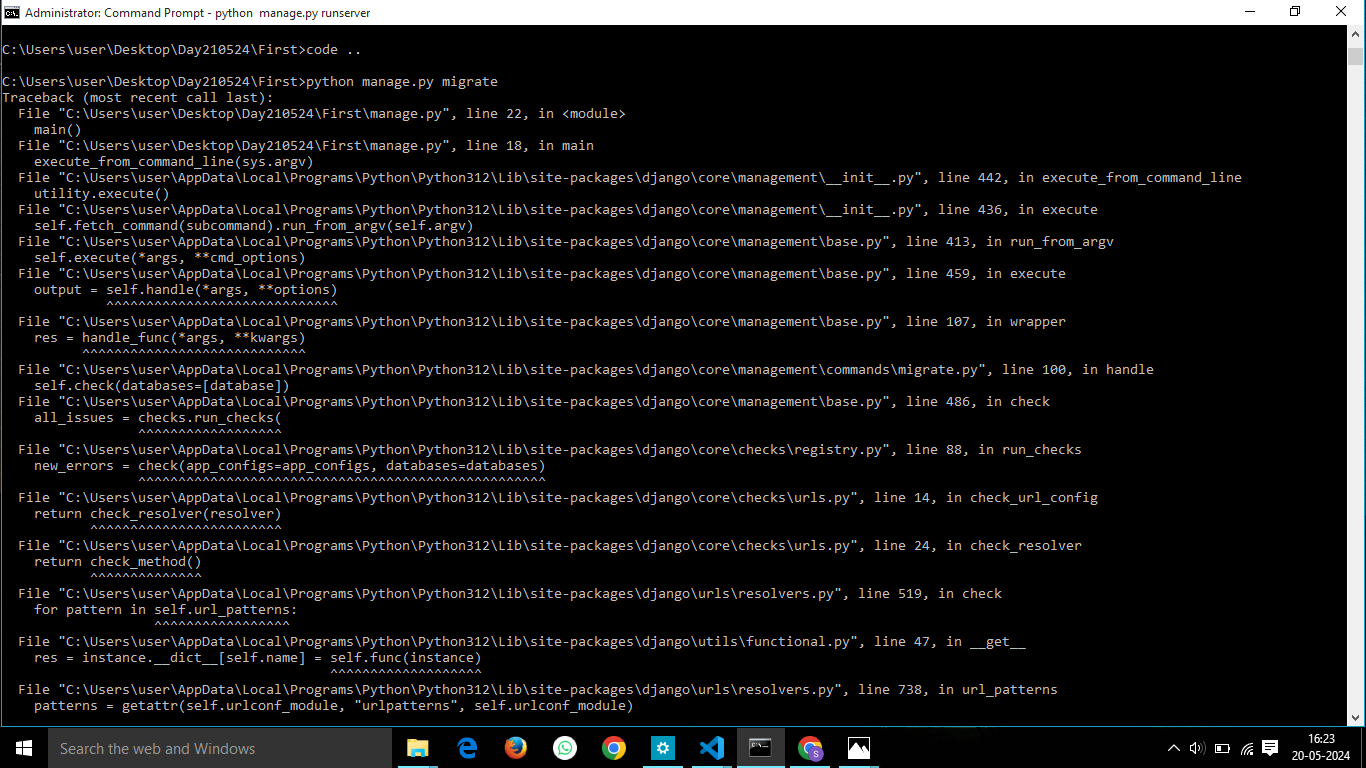 Administrator: Command Prompt - python  manage.py runserver
C:\Users\user\Desktop\Day210524\First>code ..
C:\Users\user\Desktop\Day210524\First>python manage.py migrate
Traceback (most recent call last):
  File "C:\Users\user\Desktop\Day210524\First\manage.py", line 22, in <module>
    main()
  File "C:\Users\user\Desktop\Day210524\First\manage.py", line 18, in main
    execute_from_command_line(sys.argv)
  File "C:\Users\user\AppData\Local\Programs\Python\Python312\Lib\site-packages\django\core\management\__init__.py", line 442, in execute_from_command_line
    utility.execute()
  File "C:\Users\user\AppData\Local\Programs\Python\Python312\Lib\site-packages\django\core\management\__init__.py", line 436, in execute
    self.fetch_command(subcommand).run_from_argv(self.argv)
  File "C:\Users\user\AppData\Local\Programs\Python\Python312\Lib\site-packages\django\core\management\base.py", line 413, in run_from_argv
    self.execute(*args, **cmd_options)
  File "C:\Users\user\AppData\Local\Programs\Python\Python312\Lib\site-packages\django\core\management\base.py", line 459, in execute
    output = self.handle(*args, **options)
             ^^^^^^^^^^^^^^^^^^^^^^^^^^^^^
  File "C:\Users\user\AppData\Local\Programs\Python\Python312\Lib\site-packages\django\core\management\base.py", line 107, in wrapper
    res = handle_func(*args, **kwargs)
          ^^^^^^^^^^^^^^^^^^^^^^^^^^^^
  File "C:\Users\user\AppData\Local\Programs\Python\Python312\Lib\site-packages\django\core\management\commands\migrate.py", line 100, in handle
    self.check(databases=[database])
  File "C:\Users\user\AppData\Local\Programs\Python\Python312\Lib\site-packages\django\core\management\base.py", line 486, in check
    all_issues = checks.run_checks(
                 ^^^^^^^^^^^^^^^^^^
  File "C:\Users\user\AppData\Local\Programs\Python\Python312\Lib\site-packages\django\core\checks\registry.py", line 88, in run_checks
    new_errors = check(app_configs=app_configs, databases=databases)
                 ^^^^^^^^^^^^^^^^^^^^^^^^^^^^^^^^^^^^^^^^^^^^^^^^^^^
  File "C:\Users\user\AppData\Local\Programs\Python\Python312\Lib\site-packages\django\core\checks\urls.py", line 14, in check_url_config
    return check_resolver(resolver)
           ^^^^^^^^^^^^^^^^^^^^^^^^
  File "C:\Users\user\AppData\Local\Programs\Python\Python312\Lib\site-packages\django\core\checks\urls.py", line 24, in check_resolver
    return check_method()
           ^^^^^^^^^^^^^^
  File "C:\Users\user\AppData\Local\Programs\Python\Python312\Lib\site-packages\django\urls\resolvers.py", line 519, in check
    for pattern in self.url_patterns:
                   ^^^^^^^^^^^^^^^^^
  File "C:\Users\user\AppData\Local\Programs\Python\Python312\Lib\site-packages\django\utils\functional.py", line 47, in __get__
    res = instance.__dict__[self.name] = self.func(instance)
                                         ^^^^^^^^^^^^^^^^^^^
  File "C:\Users\user\AppData\Local\Programs\Python\Python312\Lib\site-packages\django\urls\resolvers.py", line 738, in url_patterns
    patterns = getattr(self.urlconf_module, "urlpatterns", self.urlconf_module)
Search the web and Windows
S
16:23
20-05-2024